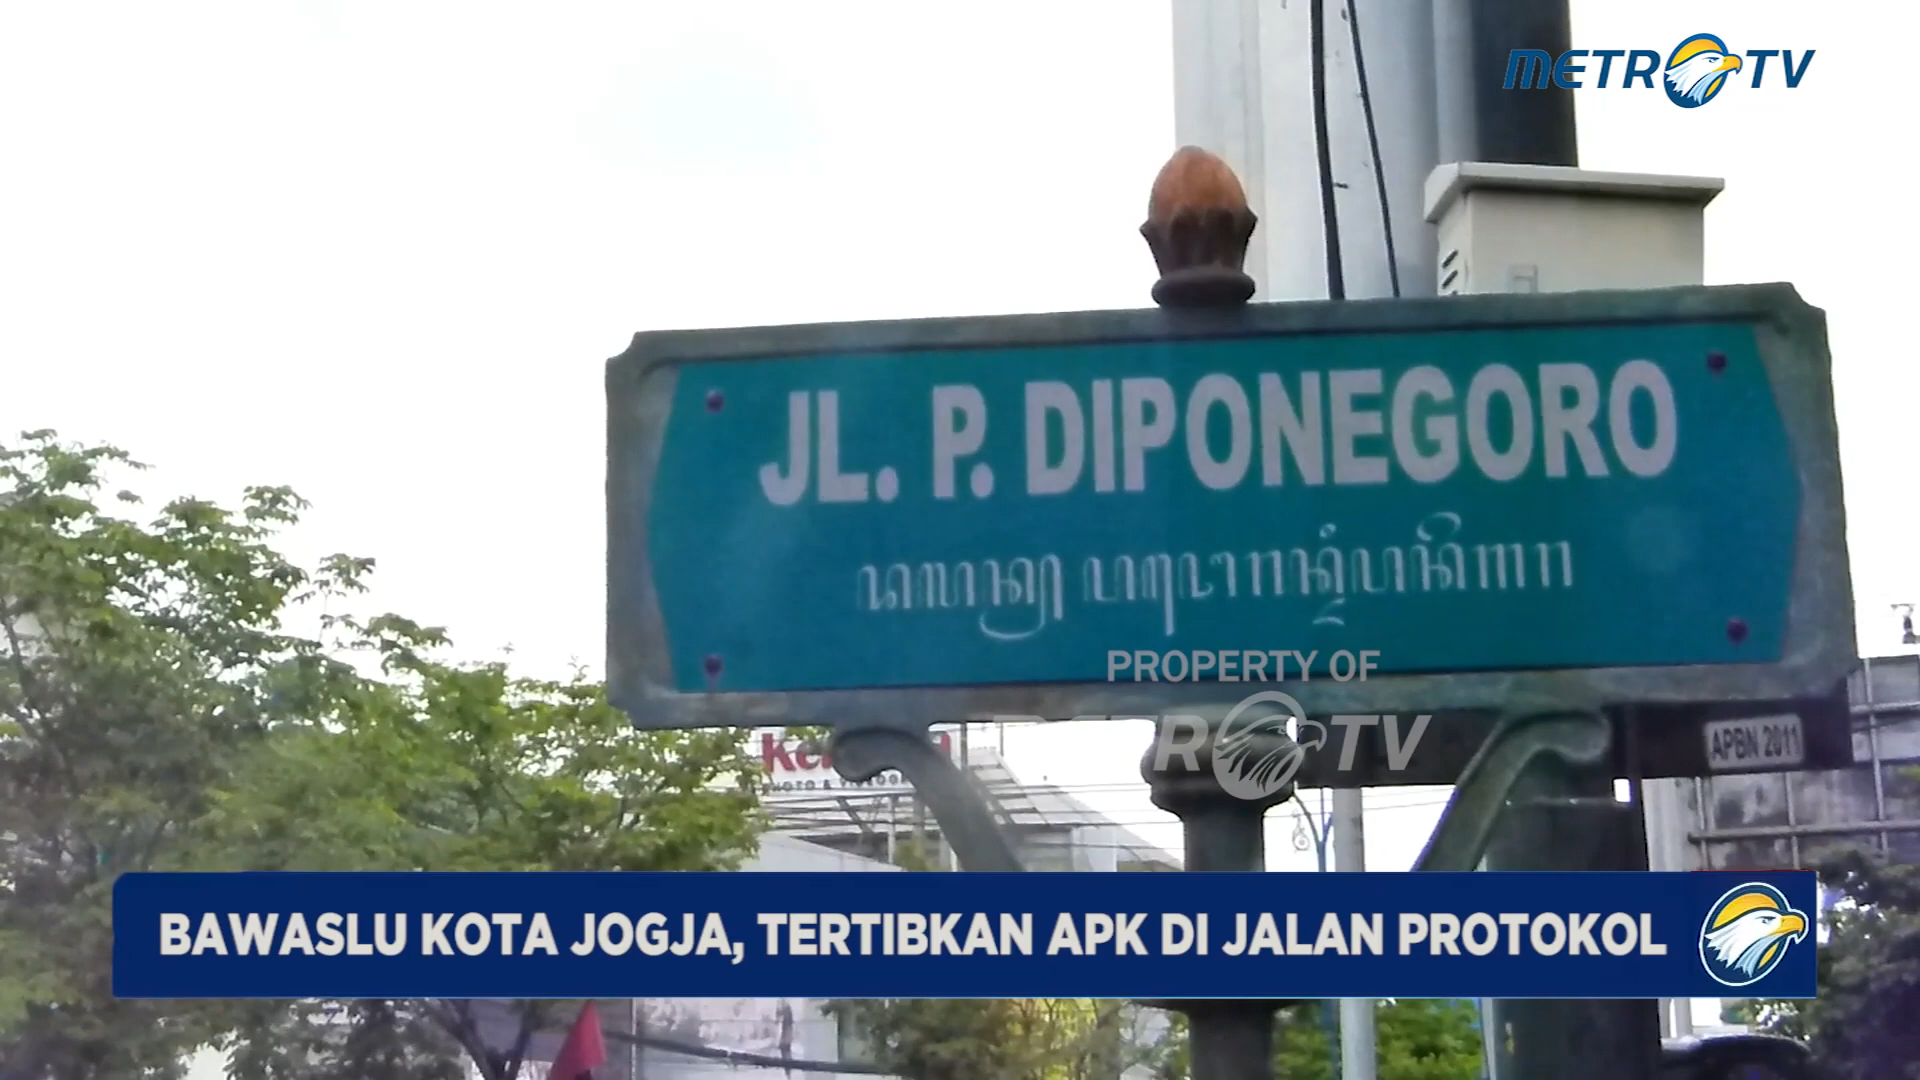 METRO TV
JL. P. DIPONEGORO
PROPERTY OF
METRO TV
APBN 2011
BAWASLU KOTA JOGJA, TERTIBKAN APK DI JALAN PROTOKOL